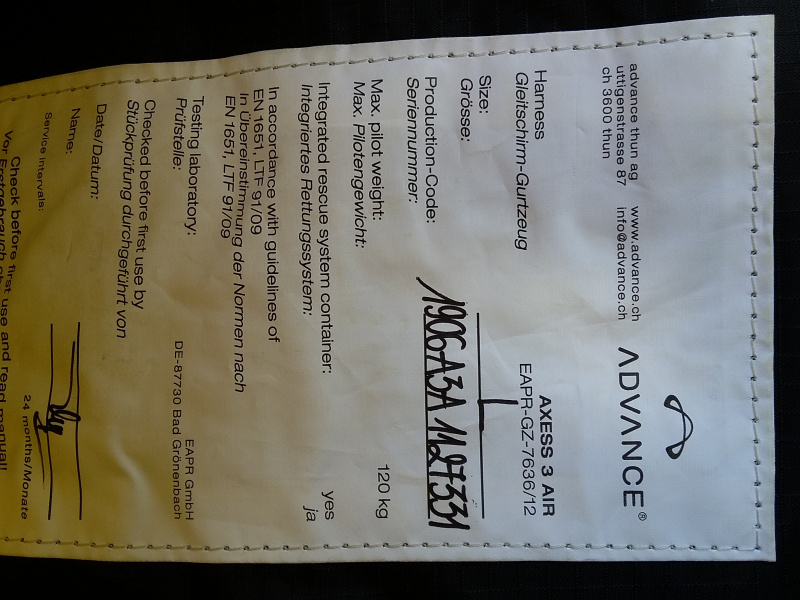 ADVANCE®
advance thun ag www.advance.ch
uttigenstrasse 87 info@advance.ch
ch 3600 thun
Harness AXESS 3 AIR
Gleitschirm-Gurtzeug EAPR-GZ-7636/12
Size: L
Grösse:
Production-Code: 1906A3A1127331
Seriennummer:
Max. pilot weight: 120 kg
Max. Pilotengewicht:
Integrated rescue system container: yes
Integriertes Rettungssystem: ja
In accordance with guidelines of
EN 1651, LTF 91/09
In Übereinstimmung der Normen nach
EN 1651, LTF 91/09
Testing laboratory: EAPR GmbH
Prüfstelle: DE-87730 Bad Grönenbach
Checked before first use by
Stückprüfung durchgeführt von
Date/Datum:
Name:
Service intervals: 24 months/Monate
Check before first use and read manual!
Vor Erstgebrauch